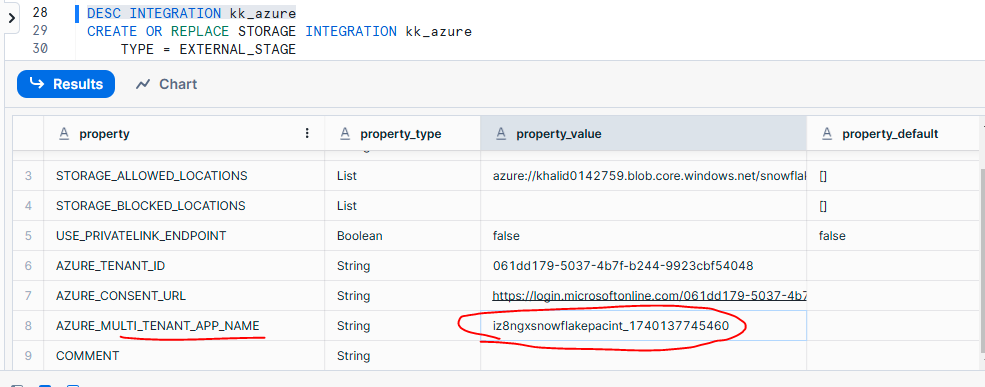 28 DESC INTEGRATION kk_azure
29 CREATE OR REPLACE STORAGE INTEGRATION kk_azure
30 TYPE = EXTERNAL_STAGE
Results Chart
A property A property_type A property_value A property_default
3 STORAGE_ALLOWED_LOCATIONS List azure://khalid0142759.blob.core.windows.net/snowflal []
4 STORAGE_BLOCKED_LOCATIONS List []
5 USE_PRIVATELINK_ENDPOINT Boolean false false
6 AZURE_TENANT_ID String 061dd179-5037-4b7f-b244-9923cbf54048
7 AZURE_CONSENT_URL String https://login.microsoftonline.com/061dd179-5037-4b7
8 AZURE_MULTI_TENANT_APP_NAME String iz8ngxsnowflakepacint_1740137745460
9 COMMENT String